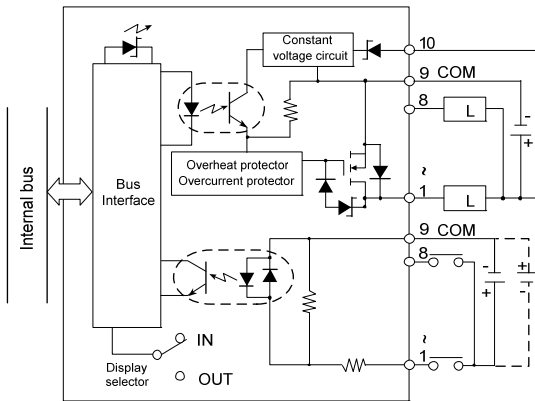 Constant
voltage circuit
10
9 COM
8
L
-
+
Overheat protector
Overcurrent protector
~
1
L
Internal bus
Bus
Interface
9 COM
8
-
+
+
-
~
1
IN
Display
selector
OUT